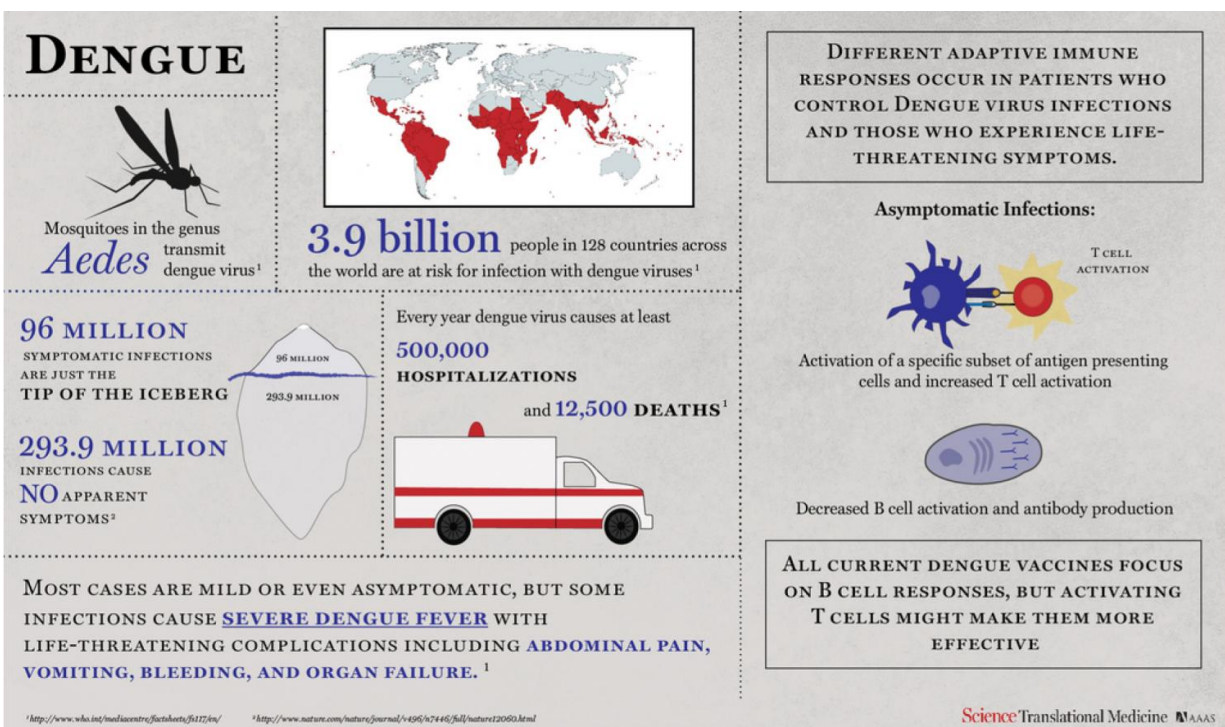 DENGUE
Mosquitoes in the genus
Aedes transmit
dengue virus¹
3.9 billion people in 128 countries across
the world are at risk for infection with dengue viruses¹
96 MILLION
SYMPTOMATIC INFECTIONS
ARE JUST THE
TIP OF THE ICEBERG
96 MILLION
293.9 MILLION
293.9 MILLION
INFECTIONS CAUSE
NO APPARENT
SYMPTOMS²
Every year dengue virus causes at least
500,000
HOSPITALIZATIONS
and 12,500 DEATHS¹
MOST CASES ARE MILD OR EVEN ASYMPTOMATIC, BUT SOME
INFECTIONS CAUSE SEVERE DENGUE FEVER WITH
LIFE-THREATENING COMPLICATIONS INCLUDING ABDOMINAL PAIN,
VOMITING, BLEEDING, AND ORGAN FAILURE. ¹
¹http://www.who.int/mediacentre/factsheets/fs117/en/
²http://www.nature.com/nature/journal/v496/n7446/full/nature12060.html
DIFFERENT ADAPTIVE IMMUNE
RESPONSES OCCUR IN PATIENTS WHO
CONTROL DENGUE VIRUS INFECTIONS
AND THOSE WHO EXPERIENCE LIFE-
THREATENING SYMPTOMS.
Asymptomatic Infections:
T CELL
ACTIVATION
Activation of a specific subset of antigen presenting
cells and increased T cell activation
Decreased B cell activation and antibody production
ALL CURRENT DENGUE VACCINES FOCUS
ON B CELL RESPONSES, BUT ACTIVATING
T CELLS MIGHT MAKE THEM MORE
EFFECTIVE
Science Translational Medicine AAAS